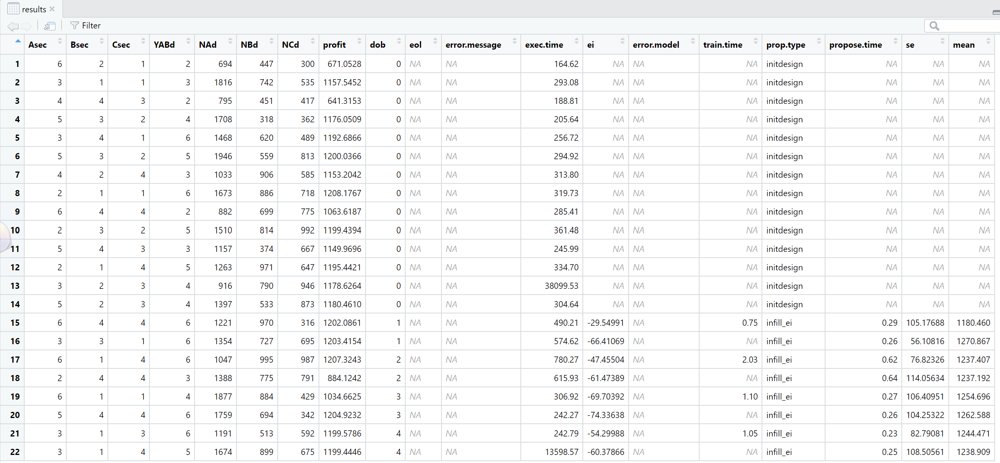 results
Filter
Asec Bsec Csec YABd NAd NBd NCd profit dob eol error.message exec.time ei error.model train.time prop.type propose.time se mean
1 6 2 1 2 694 447 300 671.0528 0 NA NA 164.62 NA NA NA initdesign NA NA NA
2 3 1 1 3 1816 742 535 1157.5452 0 NA NA 293.08 NA NA NA initdesign NA NA NA
3 4 4 3 2 795 451 417 641.3153 0 NA NA 188.81 NA NA NA initdesign NA NA NA
4 5 3 2 4 1708 318 362 1176.0509 0 NA NA 205.64 NA NA NA initdesign NA NA NA
5 3 4 1 6 1468 620 489 1192.6866 0 NA NA 256.72 NA NA NA initdesign NA NA NA
6 5 3 2 5 1946 559 813 1200.0366 0 NA NA 294.92 NA NA NA initdesign NA NA NA
7 4 2 4 3 1033 906 585 1153.2042 0 NA NA 313.80 NA NA NA initdesign NA NA NA
8 2 1 1 6 1673 886 718 1208.1767 0 NA NA 319.73 NA NA NA initdesign NA NA NA
9 6 4 4 2 882 699 775 1063.6187 0 NA NA 285.41 NA NA NA initdesign NA NA NA
10 2 3 2 5 1510 814 992 1199.4394 0 NA NA 361.48 NA NA NA initdesign NA NA NA
11 5 4 3 3 1157 374 667 1149.9696 0 NA NA 245.99 NA NA NA initdesign NA NA NA
12 2 1 4 5 1263 971 647 1195.4421 0 NA NA 334.70 NA NA NA initdesign NA NA NA
13 3 2 3 4 916 790 946 1178.6264 0 NA NA 38099.53 NA NA NA initdesign NA NA NA
14 5 2 3 4 1397 533 873 1180.4610 0 NA NA 304.64 NA NA NA initdesign NA NA NA
15 6 4 4 6 1221 970 316 1202.0861 1 NA NA 490.21 -29.54991 NA 0.75 infill_ei 0.29 105.17688 1180.460
16 3 3 1 6 1354 727 695 1203.4154 1 NA NA 574.62 -66.41069 NA NA infill_ei 0.26 56.10816 1270.867
17 6 1 4 6 1047 995 987 1207.3243 2 NA NA 780.27 -47.45504 NA 2.03 infill_ei 0.62 76.82326 1237.407
18 2 4 4 3 1388 775 791 884.1242 2 NA NA 615.93 -61.47389 NA NA infill_ei 0.64 114.05634 1237.192
19 6 1 1 4 1877 884 429 1034.6625 3 NA NA 306.92 -69.70392 NA 1.10 infill_ei 0.27 106.40951 1254.696
20 5 4 4 6 1759 694 342 1204.9232 3 NA NA 242.27 -74.33638 NA NA infill_ei 0.26 104.25322 1262.588
21 3 1 3 6 1191 513 592 1199.5786 4 NA NA 242.79 -54.29988 NA 1.05 infill_ei 0.23 82.79081 1244.471
22 3 1 4 5 1674 899 675 1199.4446 4 NA NA 13598.57 -60.37866 NA NA infill_ei 0.25 108.50561 1238.909